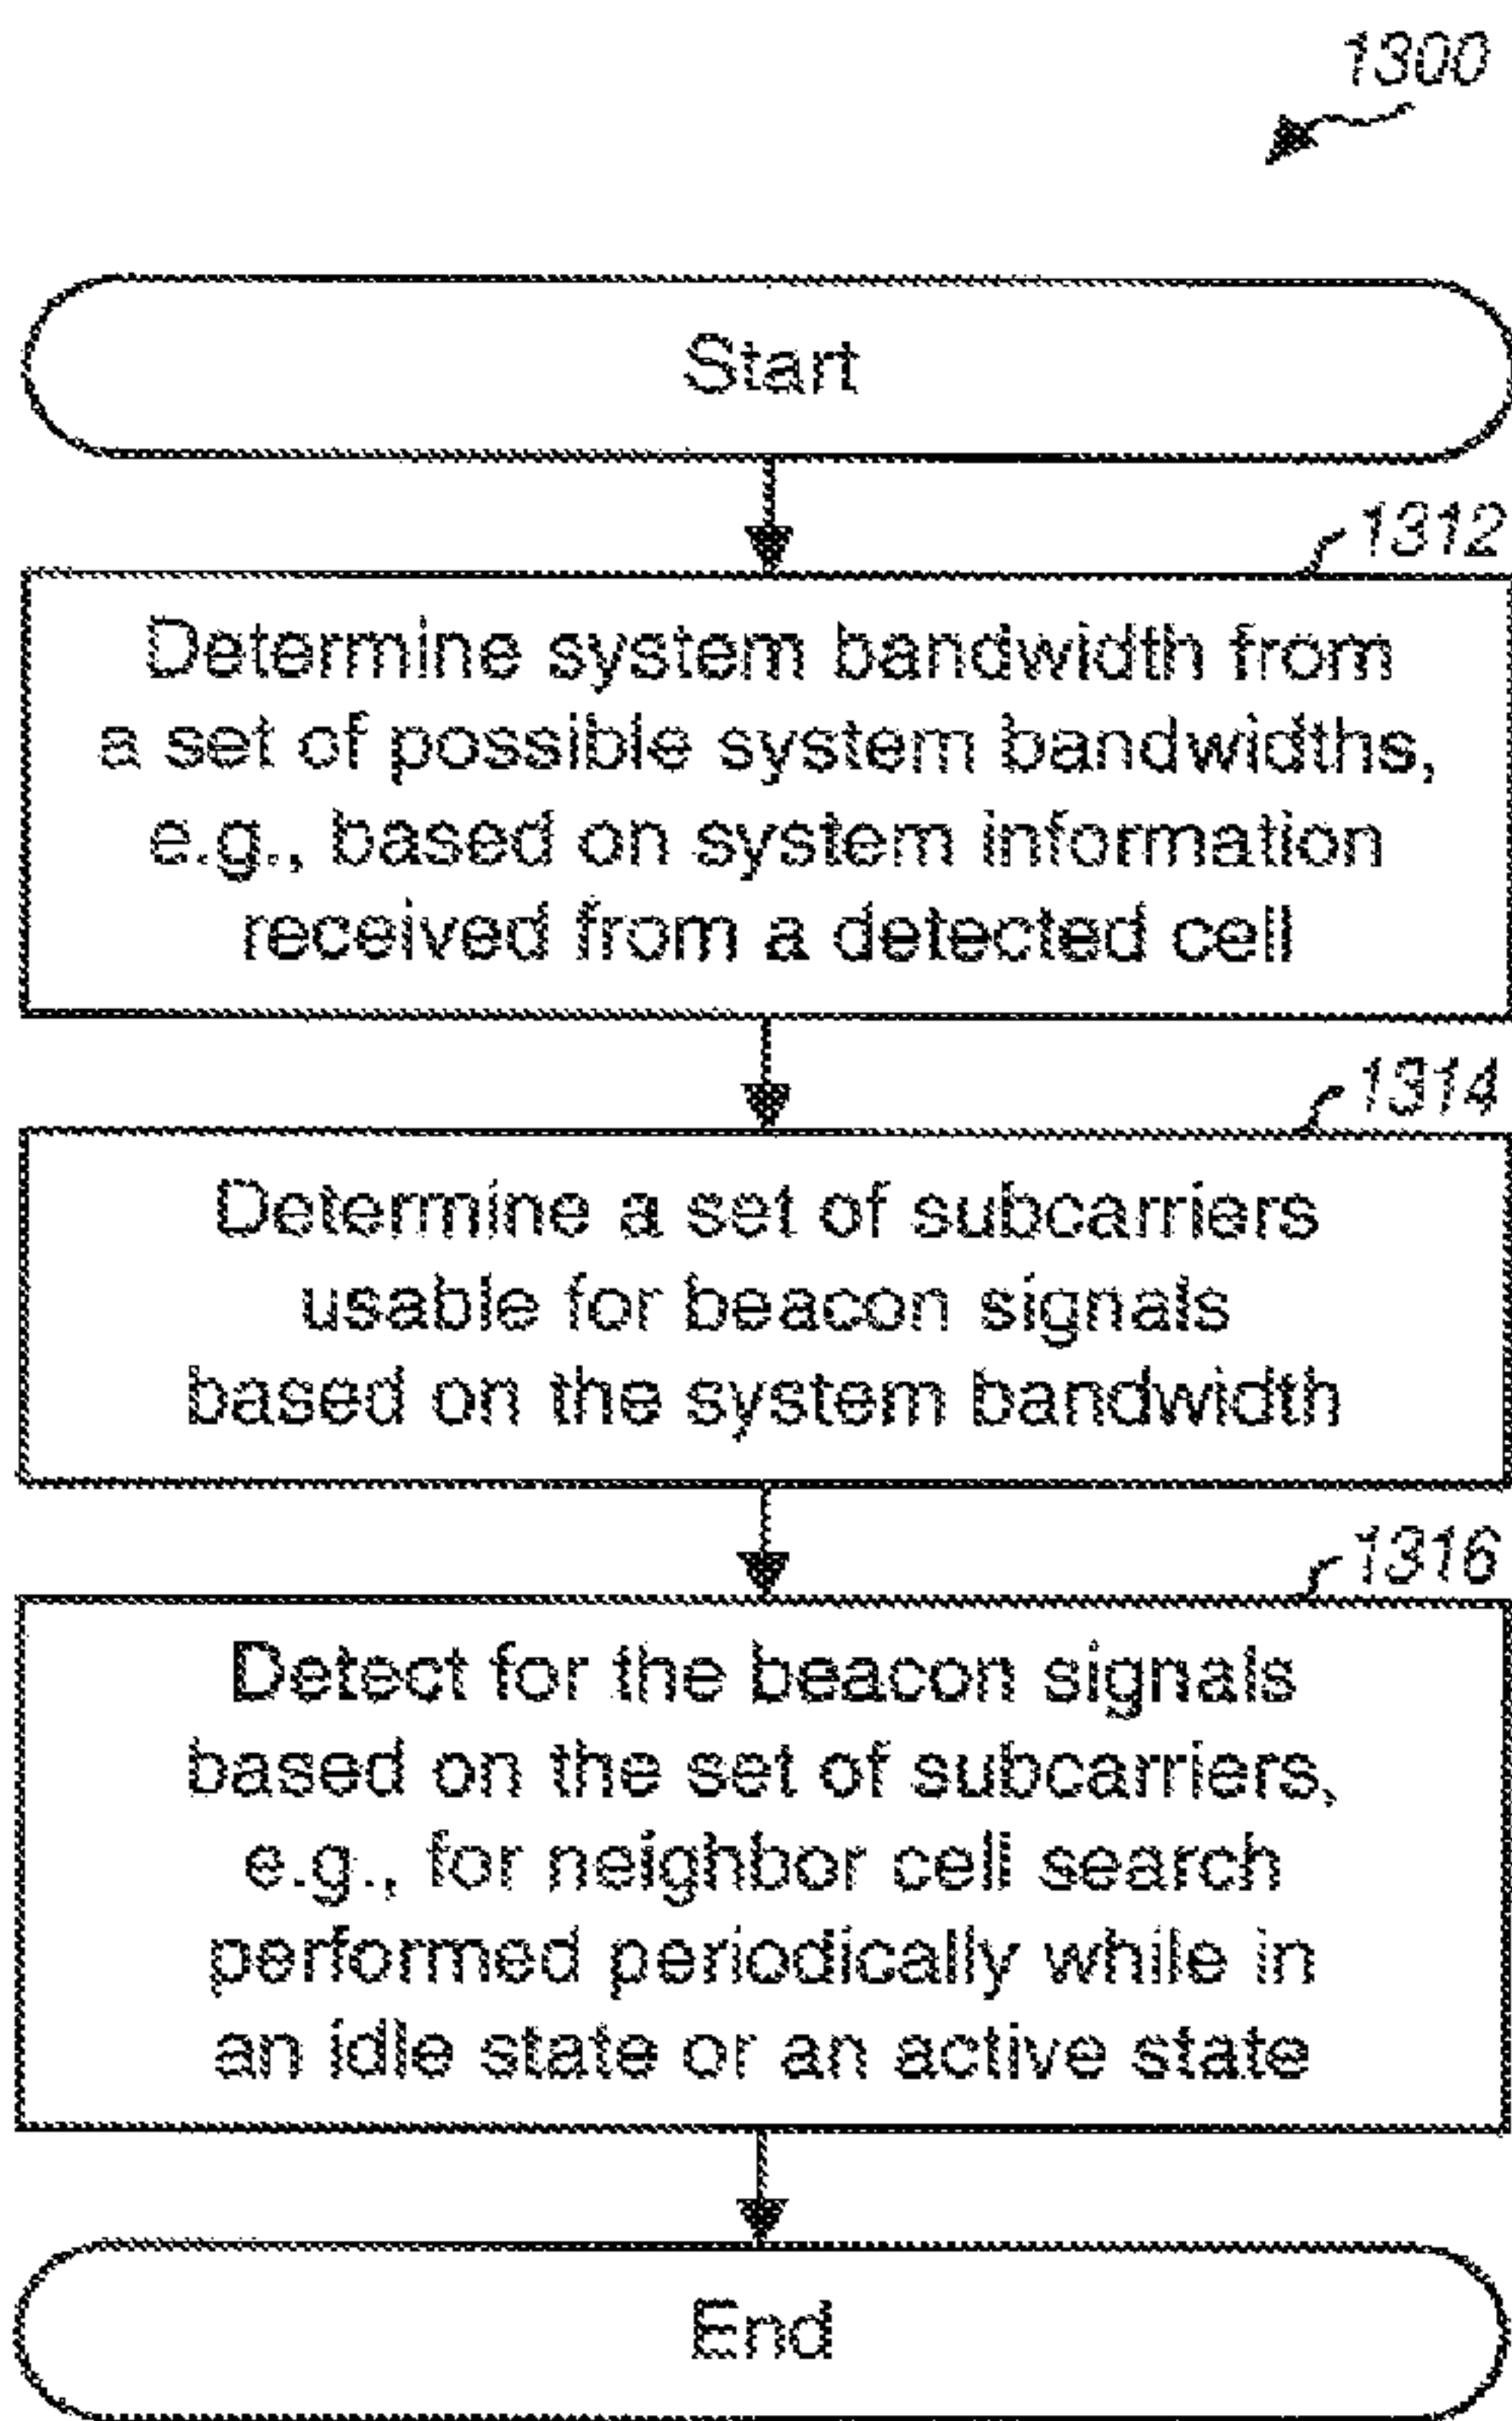 1300
Start
1312
Determine system bandwidth from
a set of possible system bandwidths,
e.g., based on system information
received from a detected cell
1314
Determine a set of subcarriers
usable for beacon signals
based on the system bandwidth
1316
Detect for the beacon signals
based on the set of subcarriers,
e.g., for neighbor cell search
performed periodically while in
an idle state or an active state
End